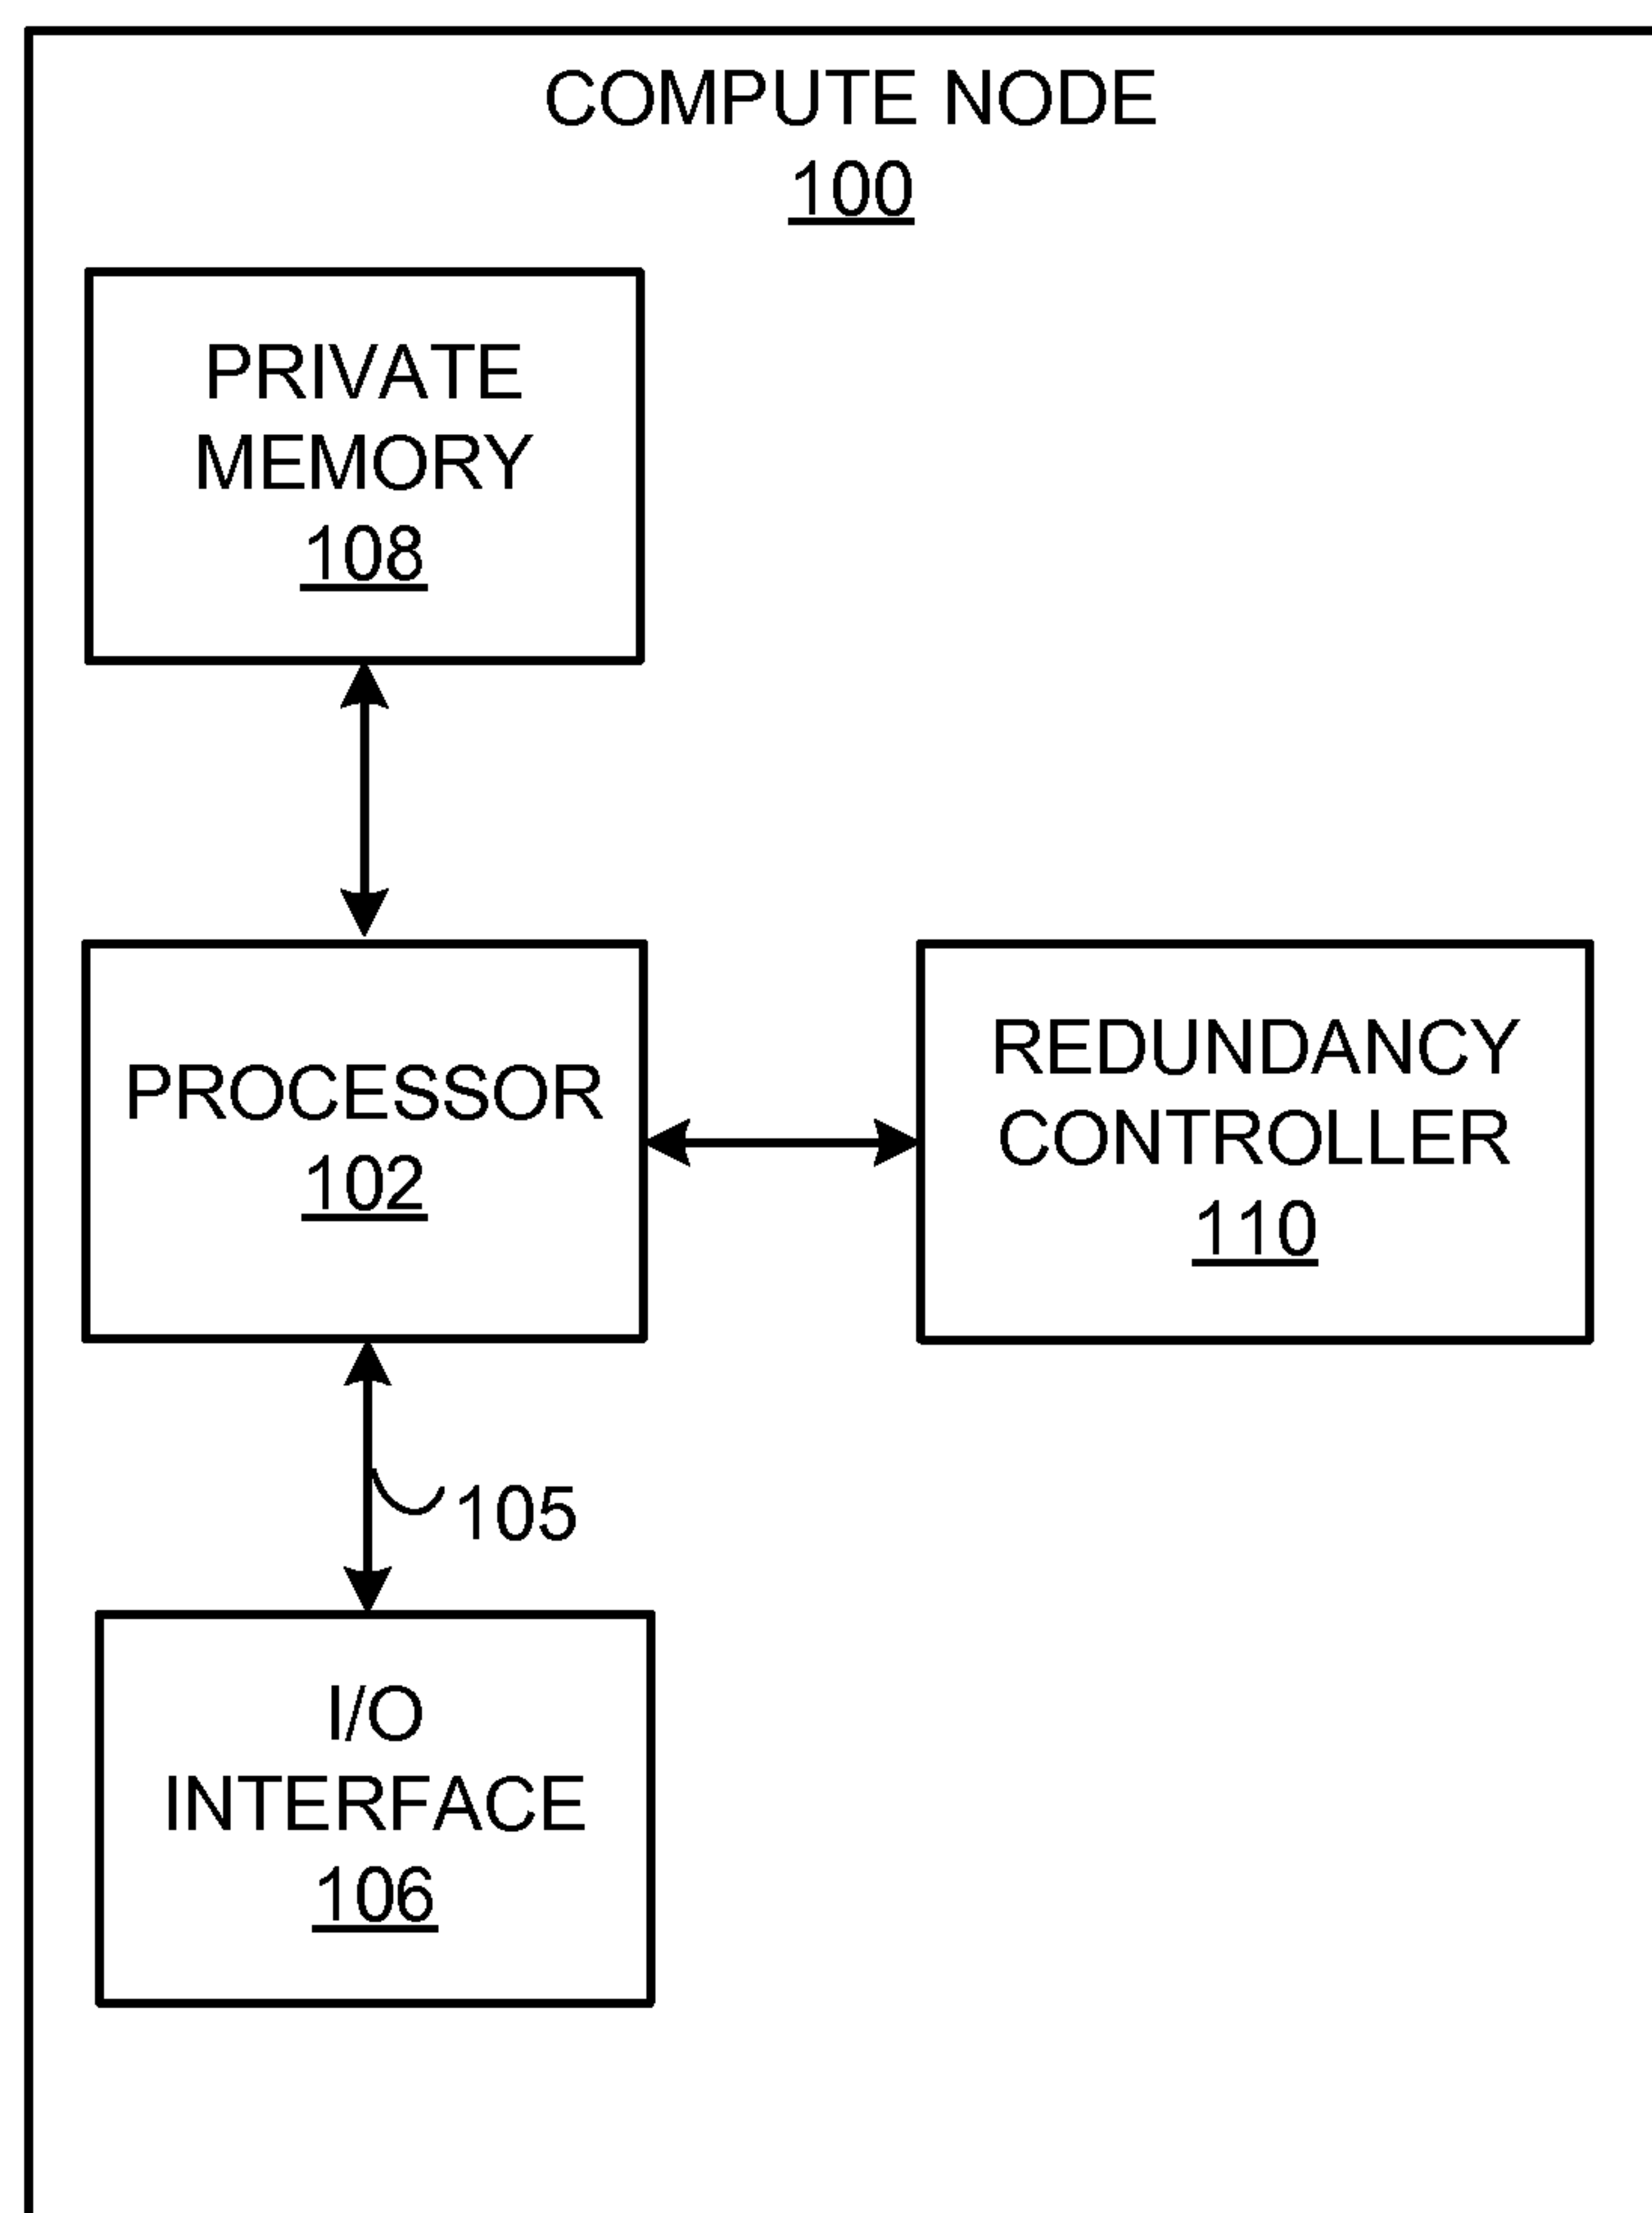 COMPUTE NODE
100
PRIVATE
MEMORY
108
PROCESSOR
102
REDUNDANCY
CONTROLLER
110
105
I/O
INTERFACE
106